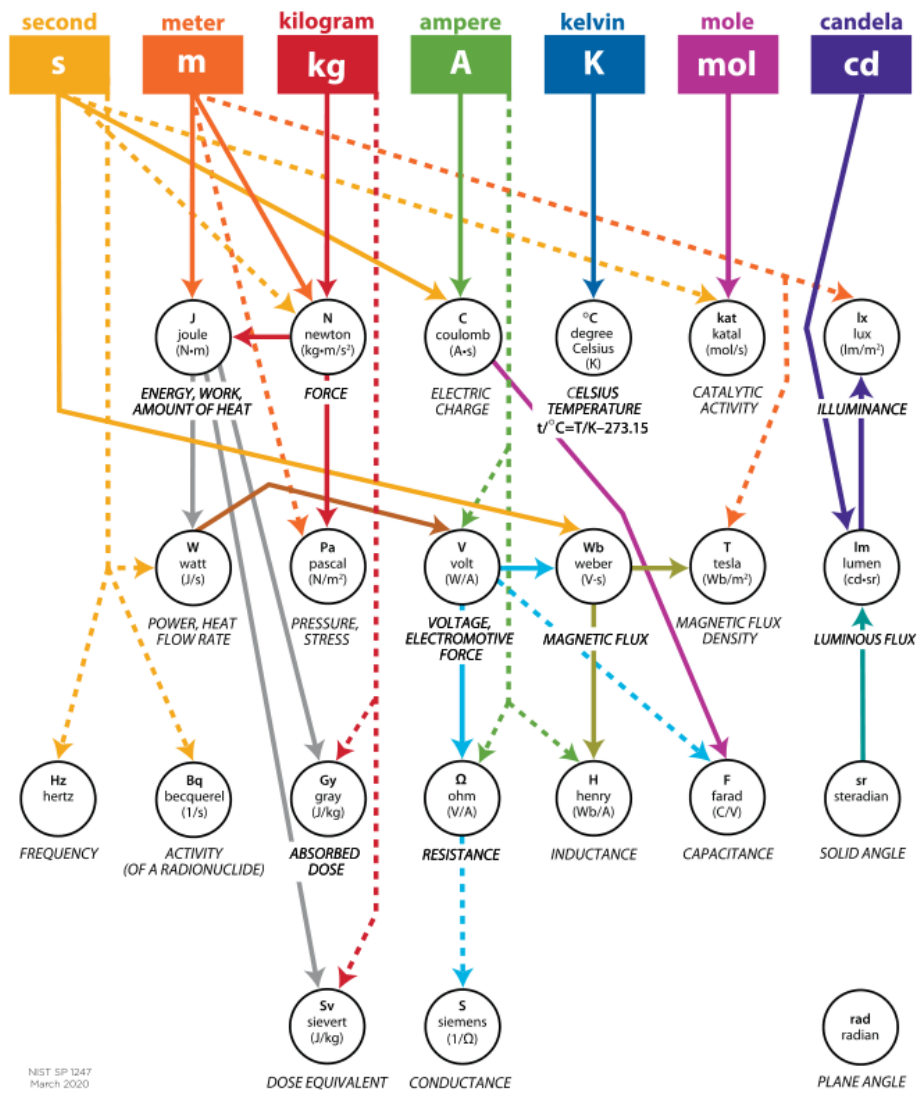 second
meter
kilogram
ampere
kelvin
mole
candela
s
m
kg
A
K
mol
cd
J
joule
(N•m)
ENERGY, WORK,
AMOUNT OF HEAT
N
newton
(kg•m/s²)
FORCE
C
coulomb
(A•s)
ELECTRIC
CHARGE
°C
degree
Celsius
(K)
CELSIUS
TEMPERATURE
t/°C=T/K–273.15
kat
katal
(mol/s)
CATALYTIC
ACTIVITY
lx
lux
(lm/m²)
ILLUMINANCE
W
watt
(J/s)
POWER, HEAT
FLOW RATE
Pa
pascal
(N/m²)
PRESSURE,
STRESS
V
volt
(W/A)
VOLTAGE,
ELECTROMOTIVE
FORCE
Wb
weber
(V·s)
MAGNETIC FLUX
T
tesla
(Wb/m²)
MAGNETIC FLUX
DENSITY
lm
lumen
(cd•sr)
LUMINOUS FLUX
Hz
hertz
FREQUENCY
Bq
becquerel
(1/s)
ACTIVITY
(OF A RADIONUCLIDE)
Gy
gray
(J/kg)
ABSORBED
DOSE
Ω
ohm
(V/A)
RESISTANCE
H
henry
(Wb/A)
INDUCTANCE
F
farad
(C/V)
CAPACITANCE
sr
steradian
SOLID ANGLE
Sv
sievert
(J/kg)
DOSE EQUIVALENT
S
siemens
(1/Ω)
CONDUCTANCE
rad
radian
PLANE ANGLE
NIST SP 1247
March 2020